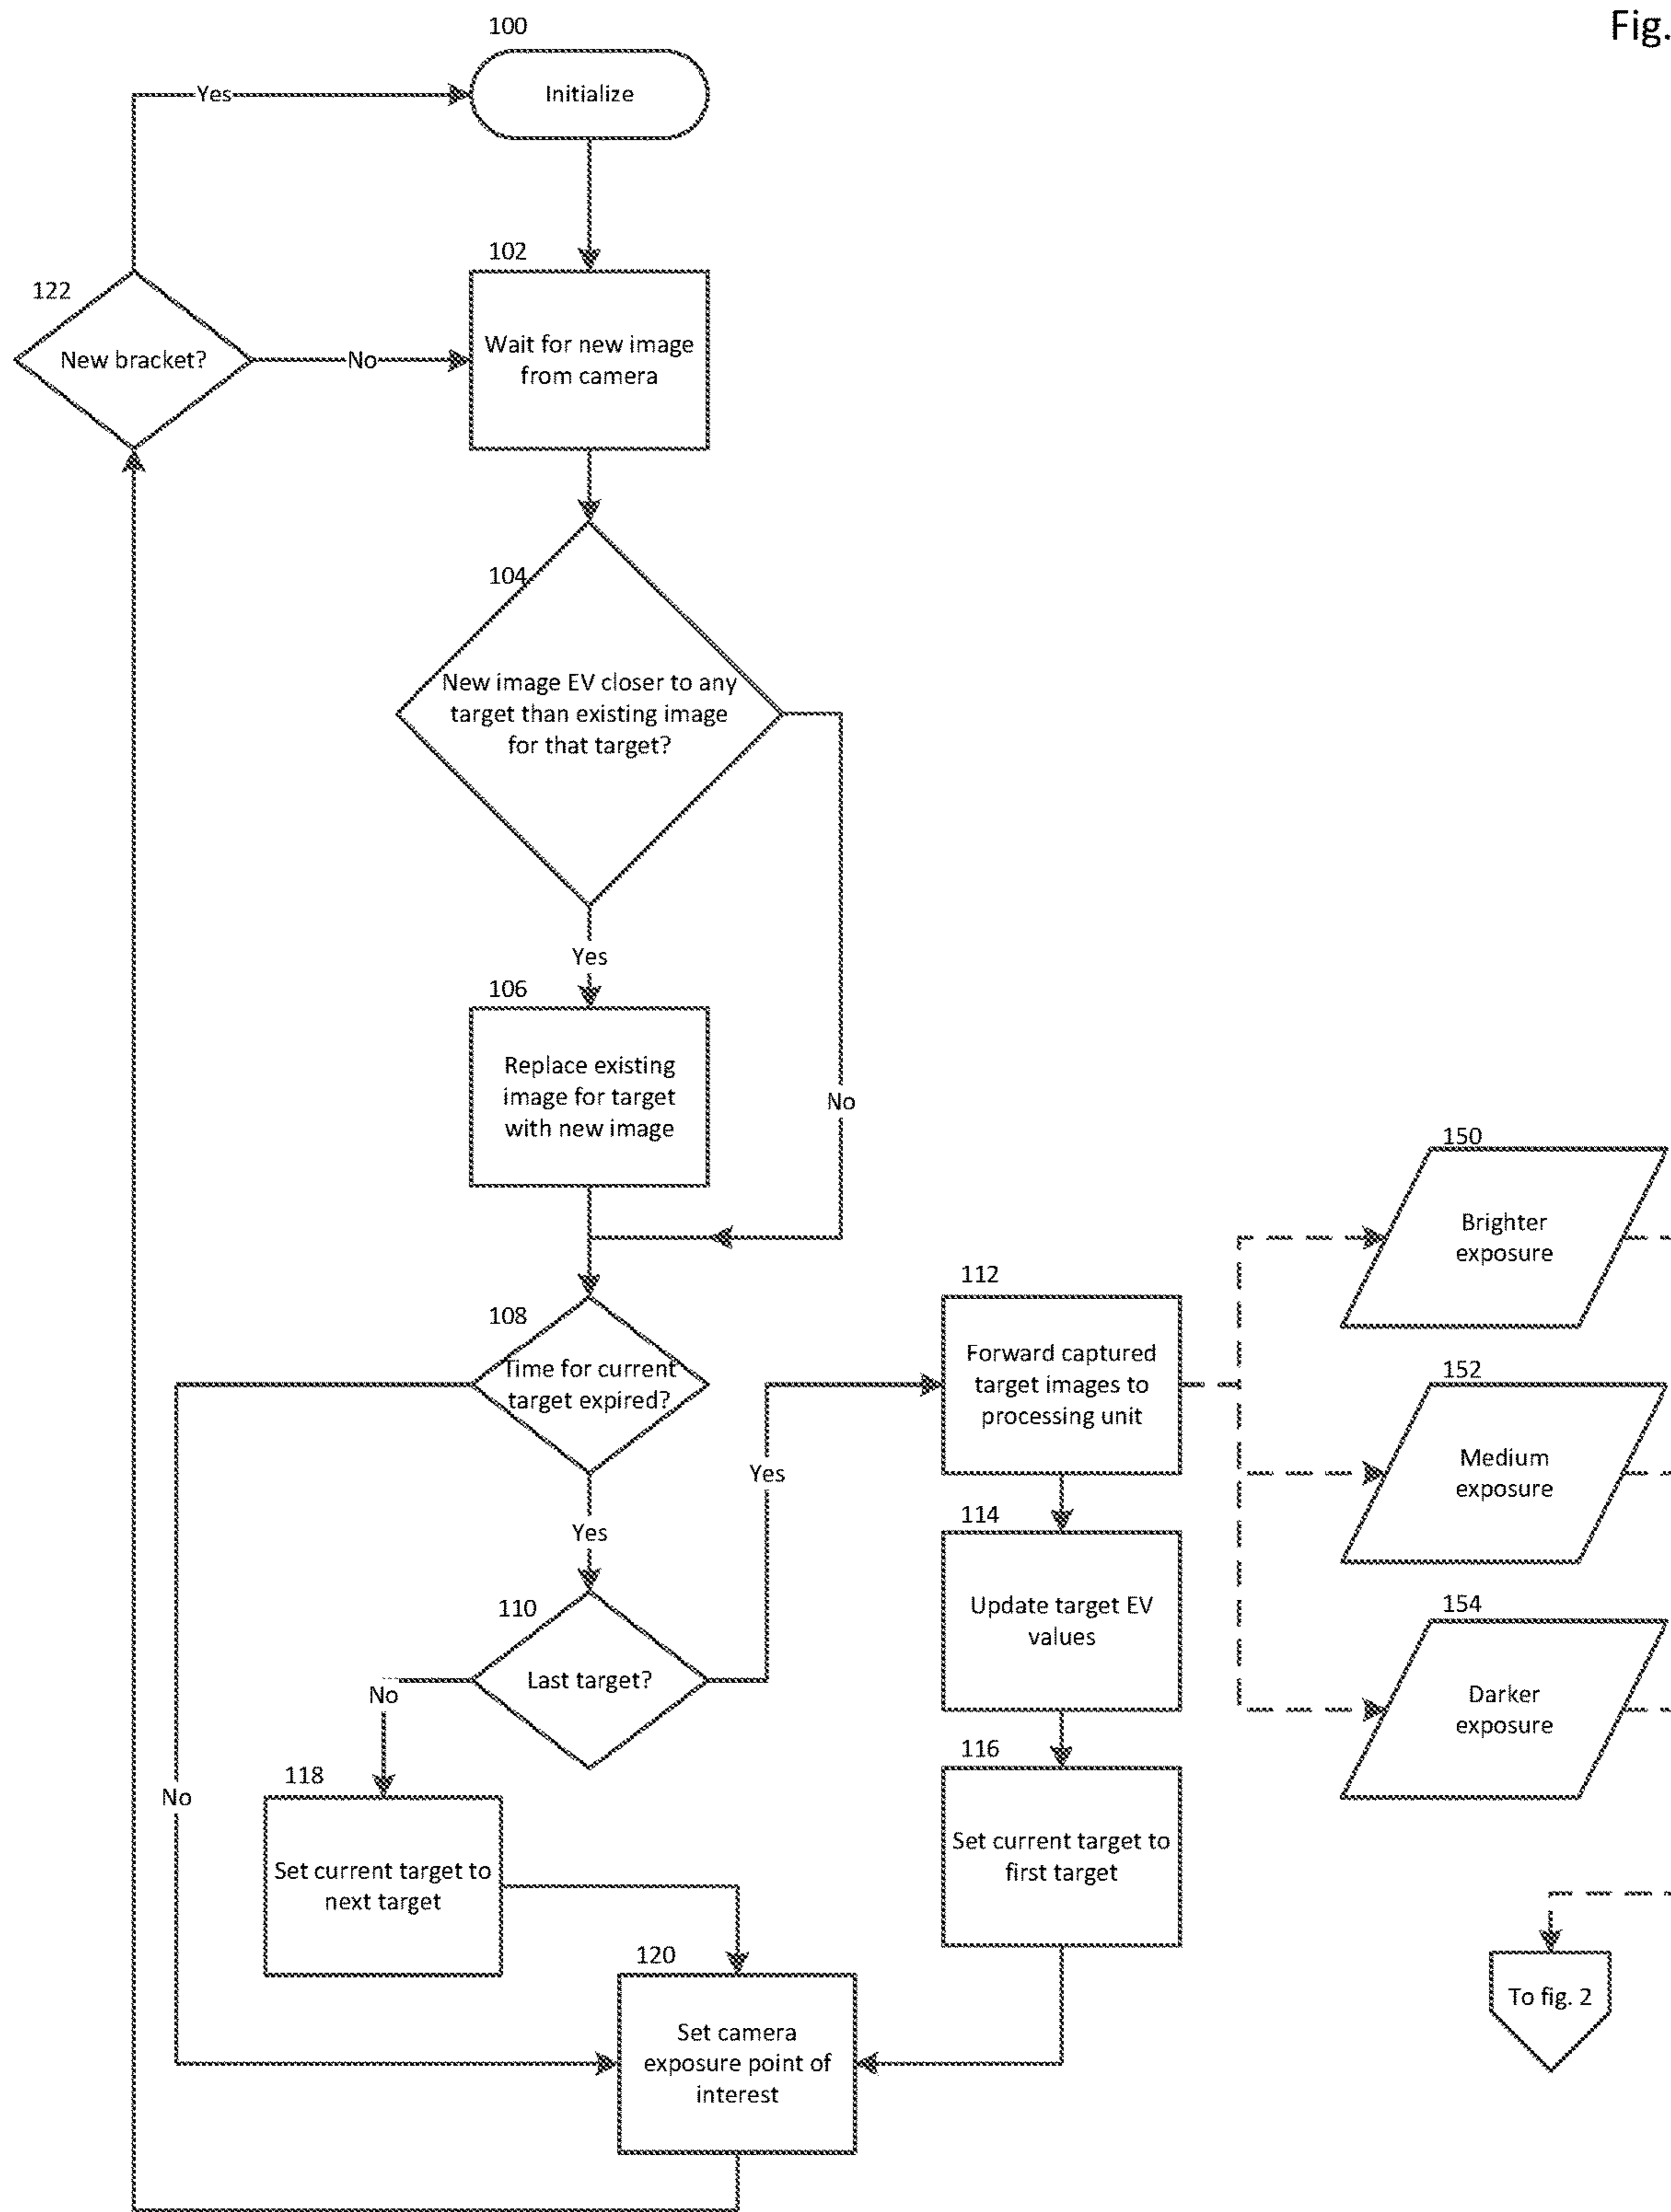 Fig.
100
Initialize
Yes
102
122
New bracket?
No
Wait for new image
from camera
104
New image EV closer to any
target than existing image
for that target?
Yes
106
Replace existing
image for target
with new image
No
150
Brighter
exposure
112
108
Time for current
target expired?
Forward captured
target images to
processing unit
152
Medium
exposure
Yes
Yes
114
110
Update target EV
values
154
Darker
exposure
Last target?
No
116
118
No
Set current target to
first target
Set current target to
next target
120
To fig. 2
Set camera
exposure point of
interest